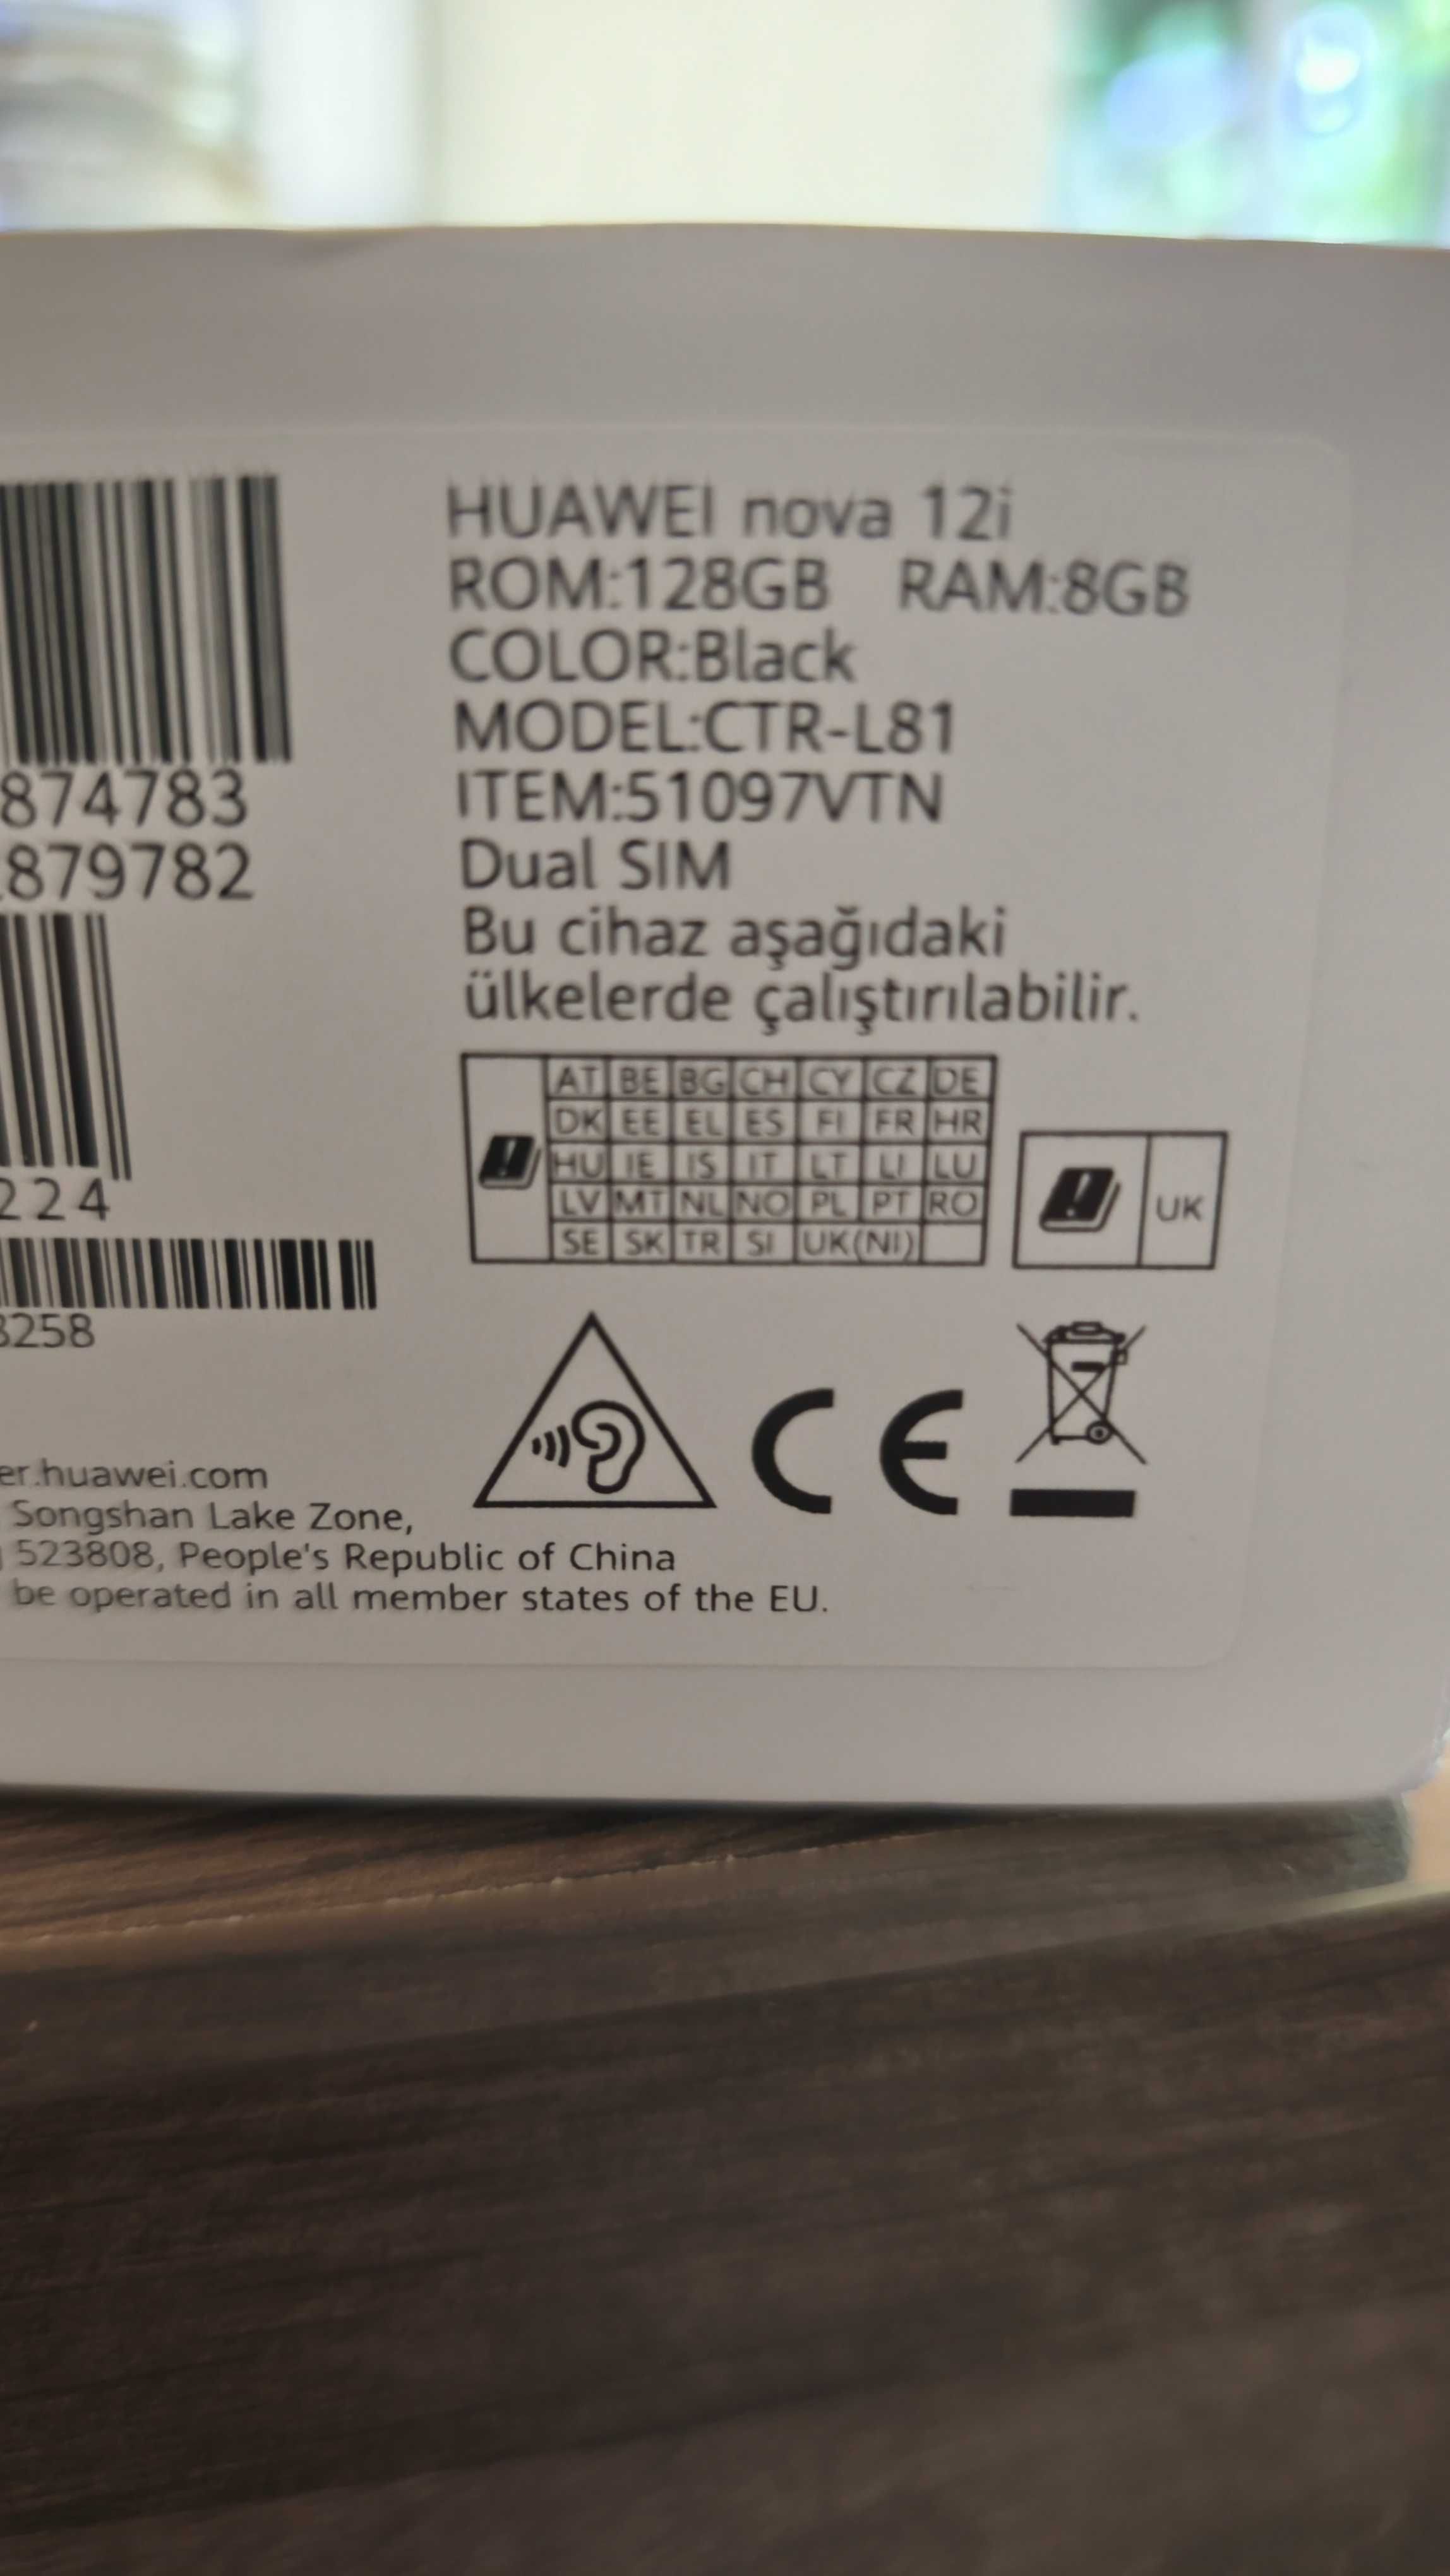 HUAWEI nova 12i
ROM:128GB RAM:8GB
COLOR:Black
MODEL:CTR-L81
ITEM:51097VTN
Dual SIM
Bu cihaz aşağıdaki
ülkelerde çalıştırılabilir.
AT BE BG CH CY CZ DE
DK EE EL ES FI FR HR
HU IE IS IT LT LI LU
LV MT NL NO PL PT RO
SE SK TR SI UK(NI)
UK
CE
874783
879782
224
8258
er.huawei.com
Songshan Lake Zone,
523808, People's Republic of China
be operated in all member states of the EU.